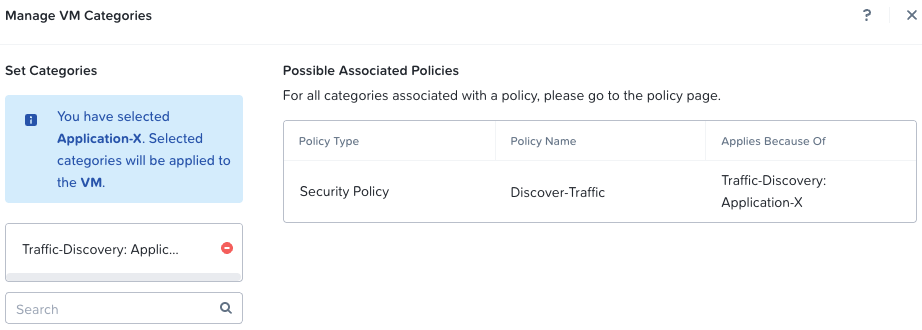 Manage VM Categories
?
Set Categories
You have selected
Application-X. Selected
categories will be applied to
the VM.
Traffic-Discovery: Applic...
Search
Possible Associated Policies
For all categories associated with a policy, please go to the policy page.
Policy Type
Policy Name
Applies Because Of
Security Policy
Discover-Traffic
Traffic-Discovery:
Application-X